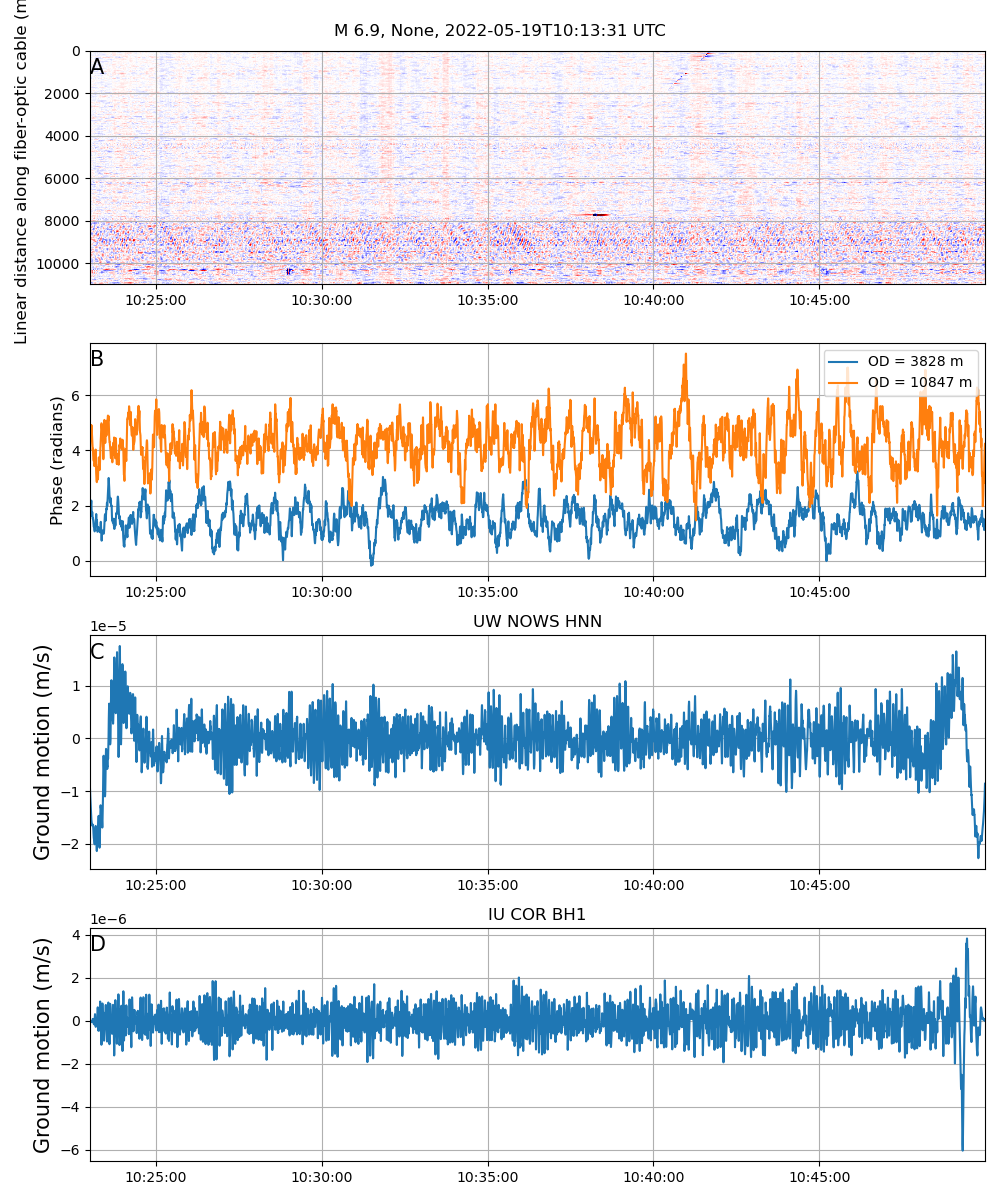 M 6.9, None, 2022-05-19T10:13:31 UTC
Linear distance along fiber-optic cable (m
A
0
2000
4000
6000
8000
10000
10:25:00 10:30:00 10:35:00 10:40:00 10:45:00
B
OD = 3828 m
OD = 10847 m
Phase (radians)
6
4
2
0
10:25:00 10:30:00 10:35:00 10:40:00 10:45:00
UW NOWS HNN
1e−5
C
Ground motion (m/s)
1
0
−1
−2
10:25:00 10:30:00 10:35:00 10:40:00 10:45:00
IU COR BH1
1e−6
D
Ground motion (m/s)
4
2
0
−2
−4
−6
10:25:00 10:30:00 10:35:00 10:40:00 10:45:00